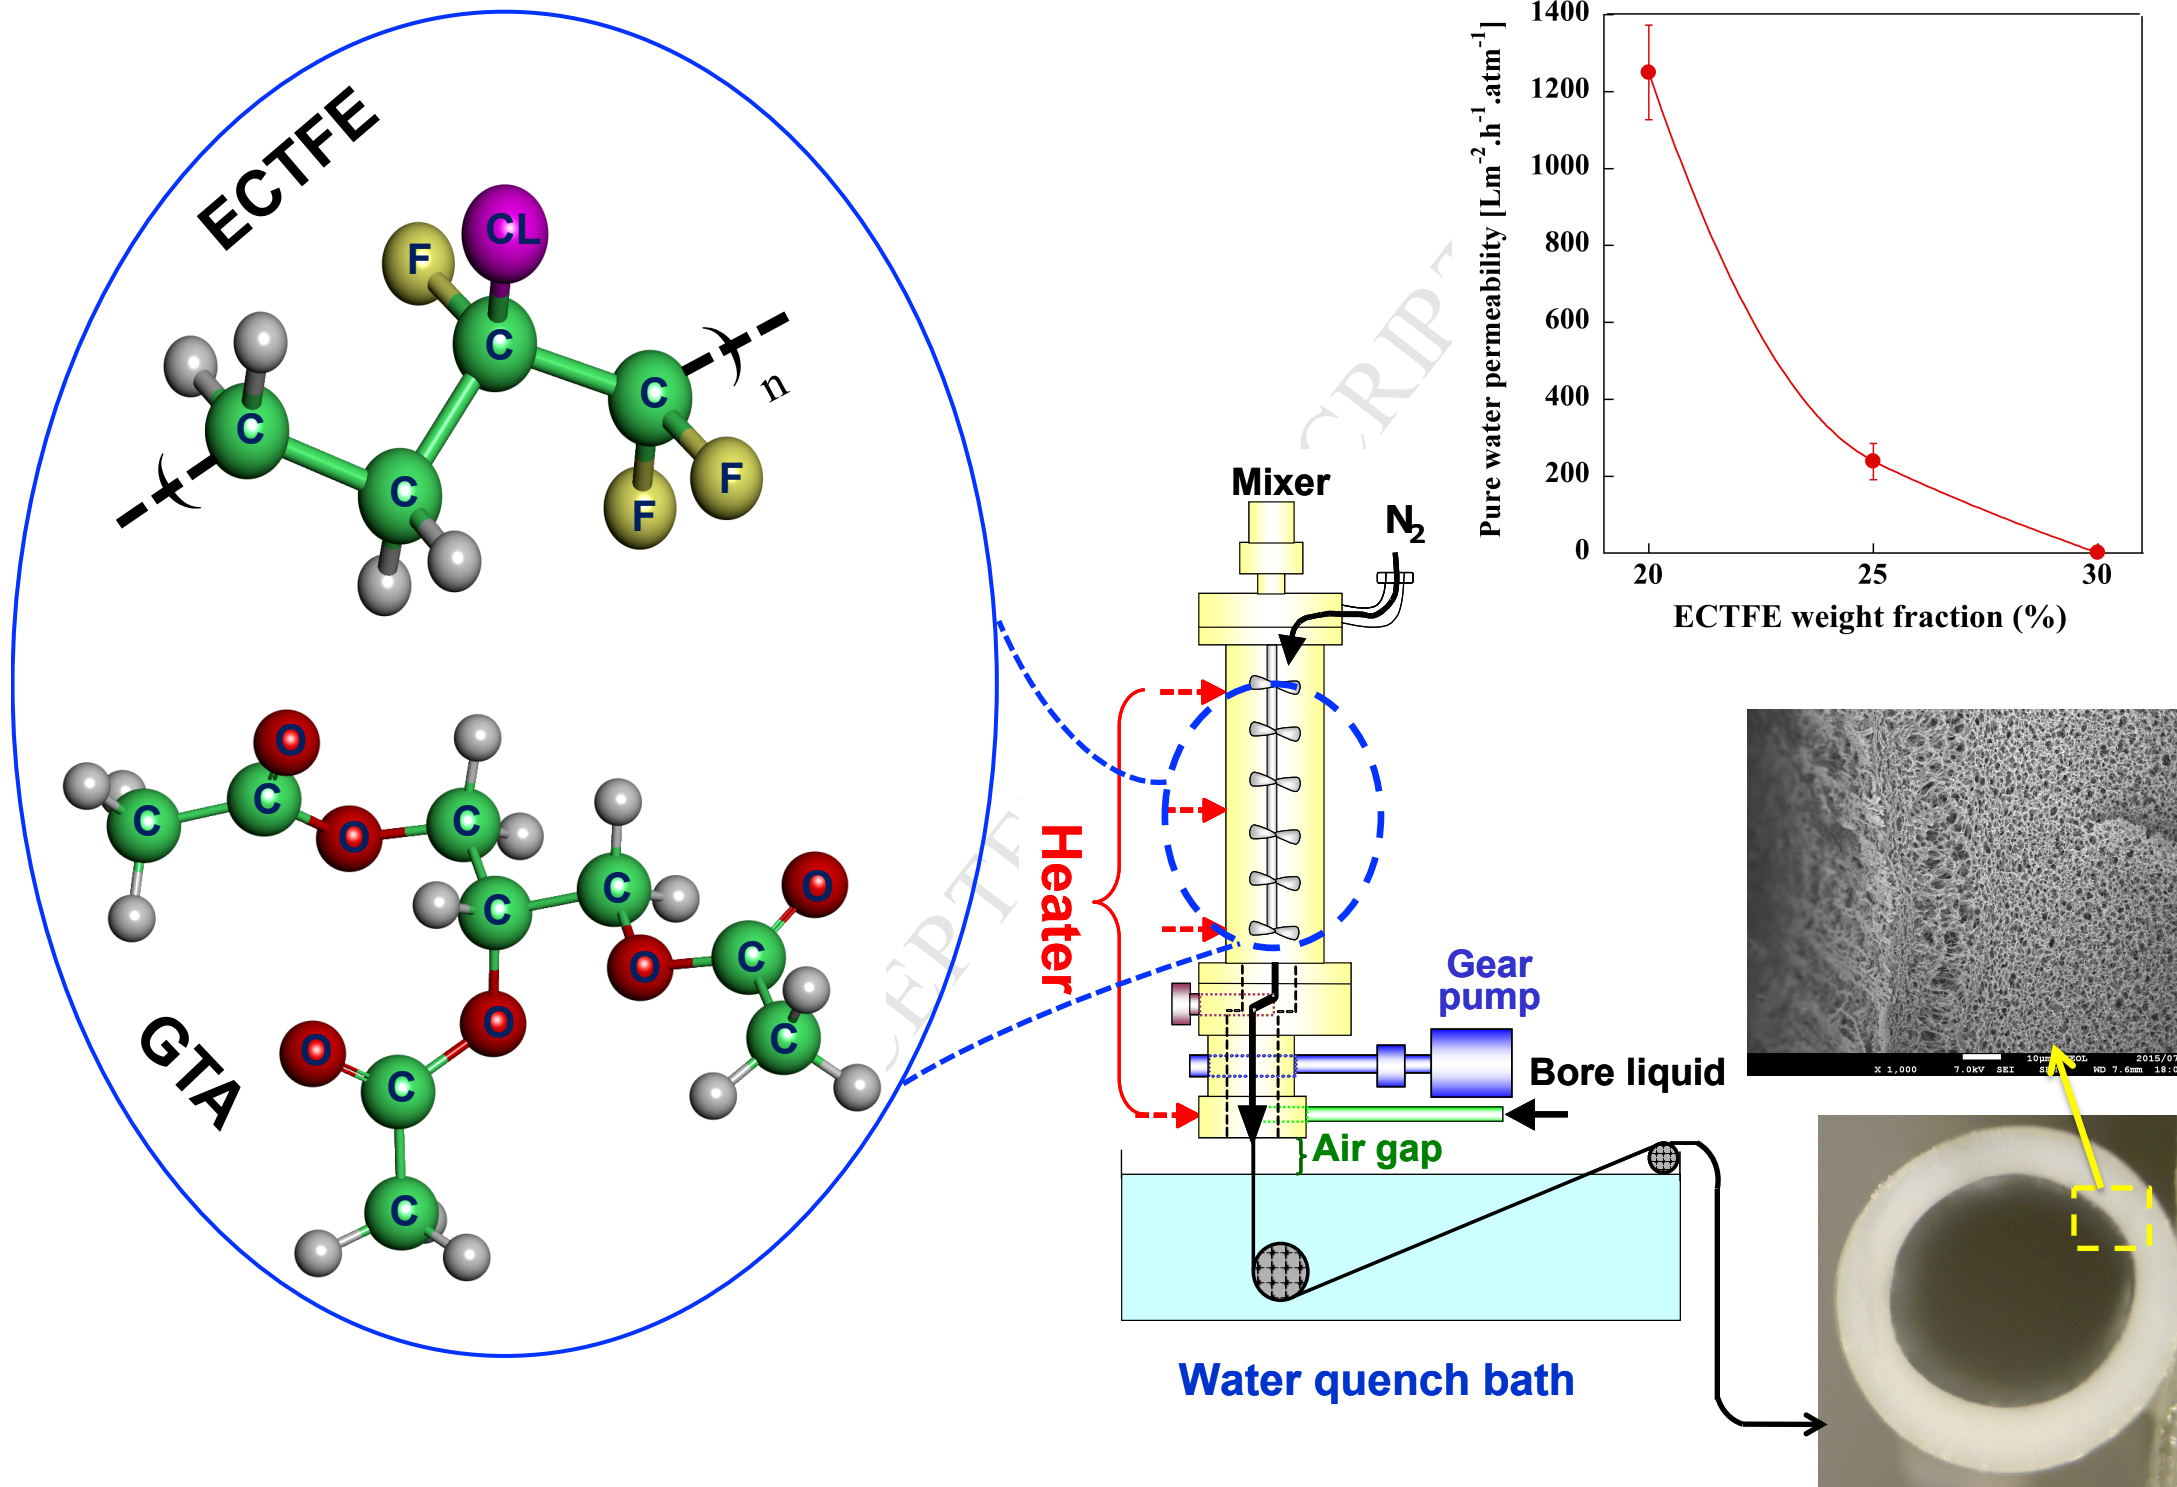 ECTFE
F
CL
C
C
n
C
F
C
F
O
C
C
O
C
C
C
O
O
C
O
C
O
C
C
GTA
C
Mixer
N2
Heater
Gear
pump
Bore liquid
Air gap
Water quench bath
Pure water permeability [Lm-2.h-1.atm-1]
1400
1200
1000
800
600
400
200
0
20 25 30
ECTFE weight fraction (%)
X 1,000 7.0kV SEI WD 7.6mm
10µm